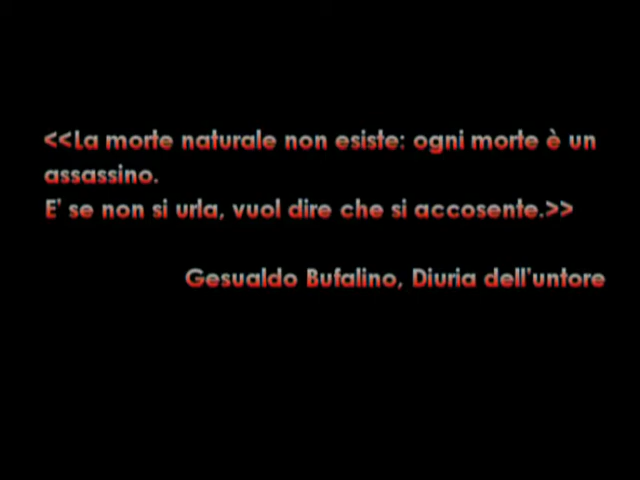 <<La morte naturale non esiste: ogni morte è un
assassino.
E' se non si urla, vuol dire che si accosente.>>
Gesualdo Bufalino, Diuria dell'untore